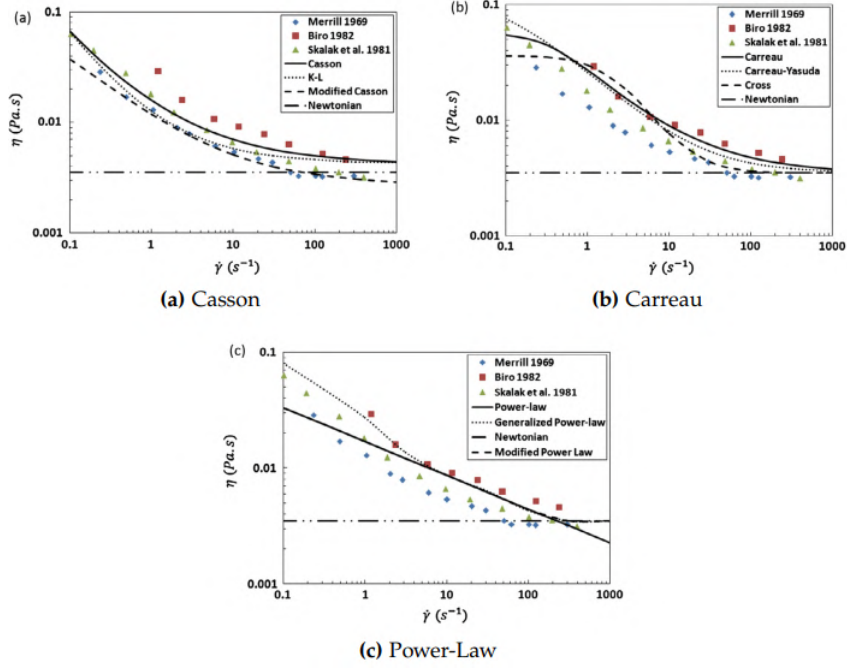 (a)
Merrill 1969
Biro 1982
Skalak et al. 1981
Casson
K-L
Modified Casson
Newtonian
0.1
0.01
0.001
η (Pa.s)
0.1 1 10 100 1000
γ̇ (s⁻¹)
(a) Casson
(b)
Merrill 1969
Biro 1982
Skalak et al. 1981
Carreau
Carreau-Yasuda
Cross
Newtonian
0.1
0.01
0.001
η (Pa.s)
0.1 1 10 100 1000
γ̇ (s⁻¹)
(b) Carreau
(c)
Merrill 1969
Biro 1982
Skalak et al. 1981
Power-law
Generalized Power-law
Newtonian
Modified Power Law
0.1
0.01
0.001
η (Pa.s)
0.1 1 10 100 1000
γ̇ (s⁻¹)
(c) Power-Law